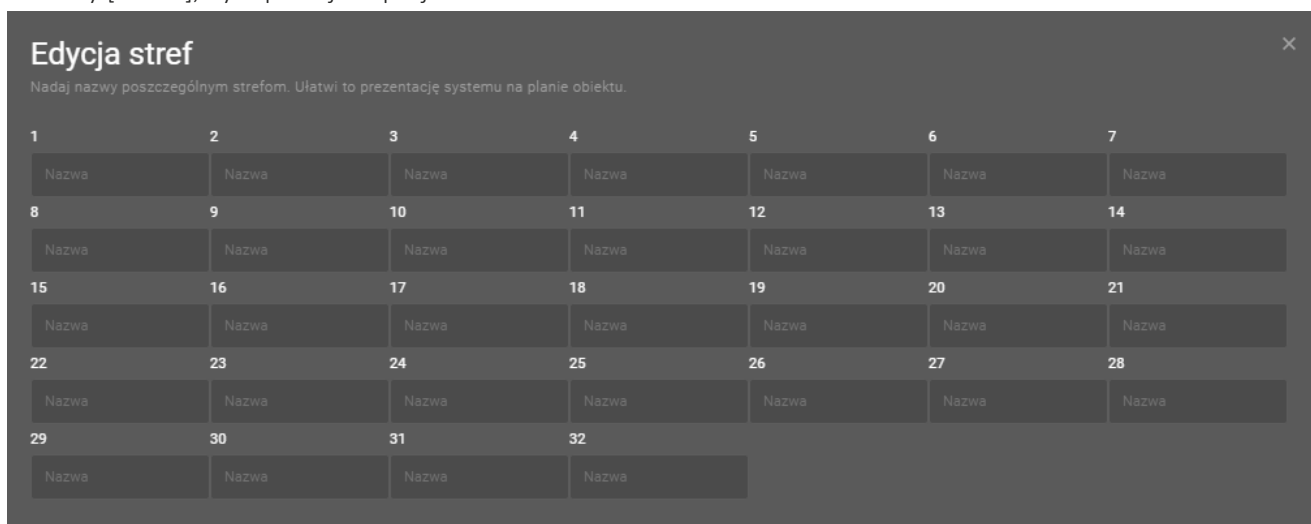 Edycja stref
×
Nadaj nazwy poszczególnym strefom. Ułatwi to prezentację systemu na planie obiektu.
1 2 3 4 5 6 7
Nazwa Nazwa Nazwa Nazwa Nazwa Nazwa Nazwa
8 9 10 11 12 13 14
Nazwa Nazwa Nazwa Nazwa Nazwa Nazwa Nazwa
15 16 17 18 19 20 21
Nazwa Nazwa Nazwa Nazwa Nazwa Nazwa Nazwa
22 23 24 25 26 27 28
Nazwa Nazwa Nazwa Nazwa Nazwa Nazwa Nazwa
29 30 31 32
Nazwa Nazwa Nazwa Nazwa